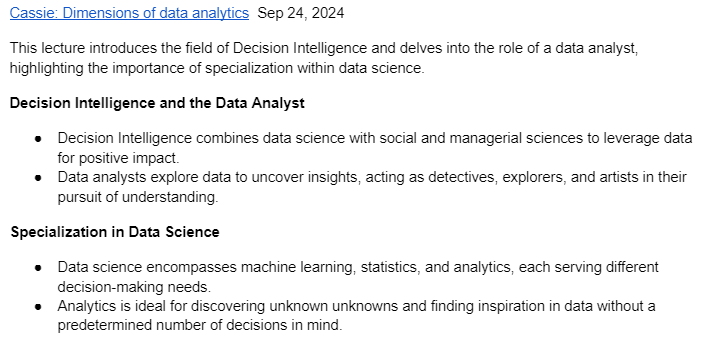 Cassie: Dimensions of data analytics Sep 24, 2024
This lecture introduces the field of Decision Intelligence and delves into the role of a data analyst,
highlighting the importance of specialization within data science.
Decision Intelligence and the Data Analyst
● Decision Intelligence combines data science with social and managerial sciences to leverage data
for positive impact.
● Data analysts explore data to uncover insights, acting as detectives, explorers, and artists in their
pursuit of understanding.
Specialization in Data Science
● Data science encompasses machine learning, statistics, and analytics, each serving different
decision-making needs.
● Analytics is ideal for discovering unknown unknowns and finding inspiration in data without a
predetermined number of decisions in mind.